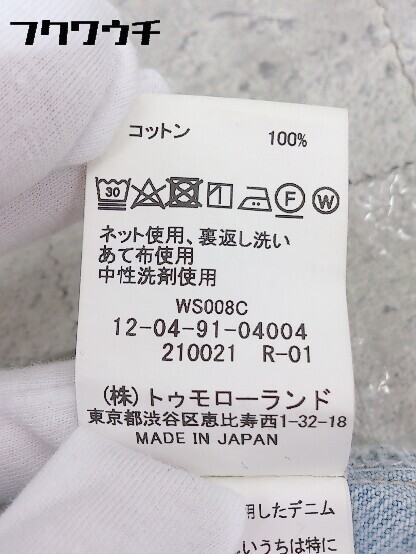 フクワウチ
コットン 100%
30 F W
ネット使用、裏返し洗い
あて布使用
中性洗剤使用
WS008C
12-04-91-04004
210021 R-01
(株)トゥモローランド
東京都渋谷区恵比寿西1-32-18
MADE IN JAPAN
用したデニム
いうちは特に